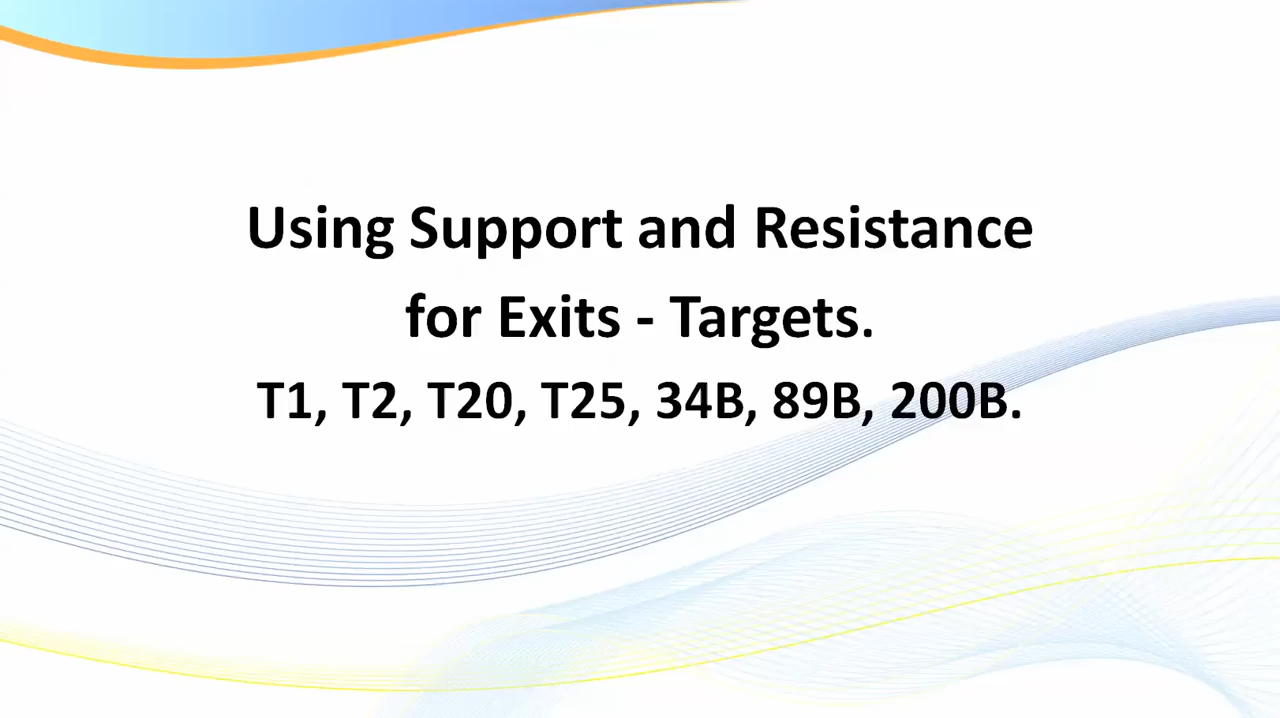 Using Support and Resistance
for Exits - Targets.
T1, T2, T20, T25, 34B, 89B, 200B.